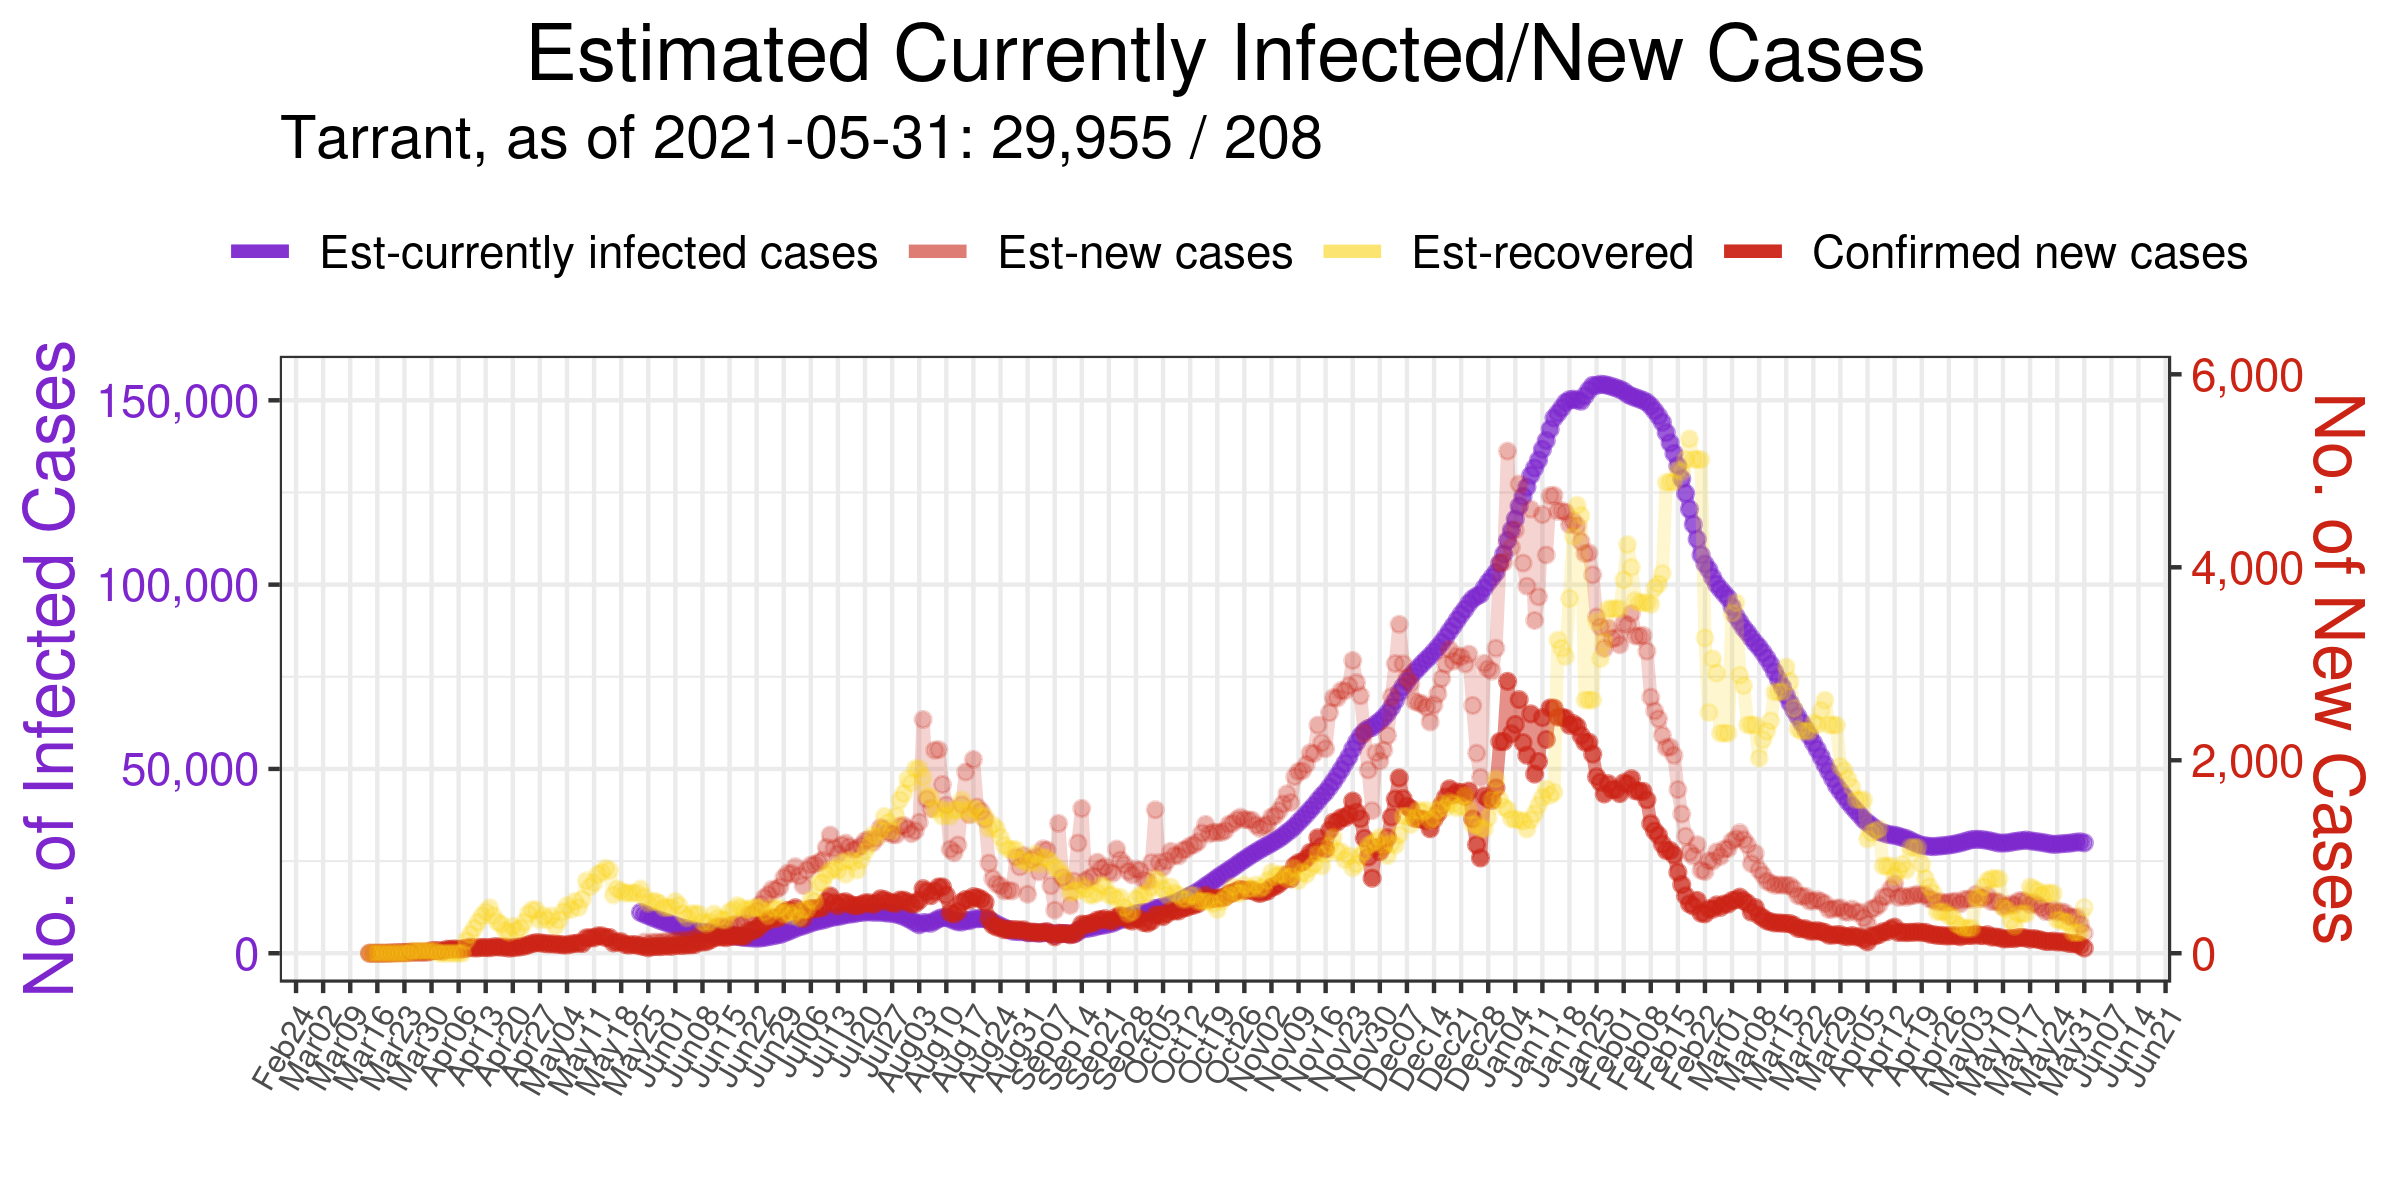 Estimated Currently Infected/New Cases
Tarrant, as of 2021-05-31: 29,955 / 208
Est-currently infected cases Est-new cases Est-recovered Confirmed new cases
No. of Infected Cases
150,000
100,000
50,000
0
6,000
4,000
2,000
0
No. of New Cases
Feb24
Mar02
Mar09
Mar16
Mar23
Mar30
Apr06
Apr13
Apr20
Apr27
May04
May11
May18
May25
Jun01
Jun08
Jun15
Jun22
Jun29
Jul06
Jul13
Jul20
Jul27
Aug03
Aug10
Aug17
Aug24
Aug31
Sep07
Sep14
Sep21
Sep28
Oct05
Oct12
Oct19
Oct26
Nov02
Nov09
Nov16
Nov23
Nov30
Dec07
Dec14
Dec21
Dec28
Jan04
Jan11
Jan18
Jan25
Feb01
Feb08
Feb15
Feb22
Mar01
Mar08
Mar15
Mar22
Mar29
Apr05
Apr12
Apr19
Apr26
May03
May10
May17
May24
May31
Jun07
Jun14
Jun21